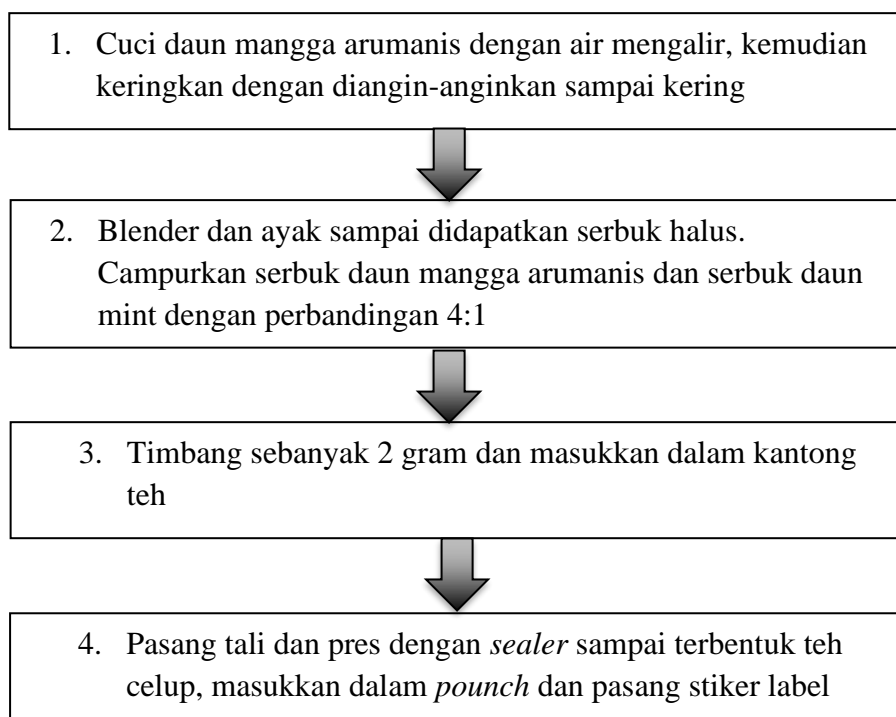 1. Cuci daun mangga arumanis dengan air mengalir, kemudian
keringkan dengan diangin-anginkan sampai kering
2. Blender dan ayak sampai didapatkan serbuk halus.
Campurkan serbuk daun mangga arumanis dan serbuk daun
mint dengan perbandingan 4:1
3. Timbang sebanyak 2 gram dan masukkan dalam kantong
teh
4. Pasang tali dan pres dengan sealer sampai terbentuk teh
celup, masukkan dalam pounch dan pasang stiker label